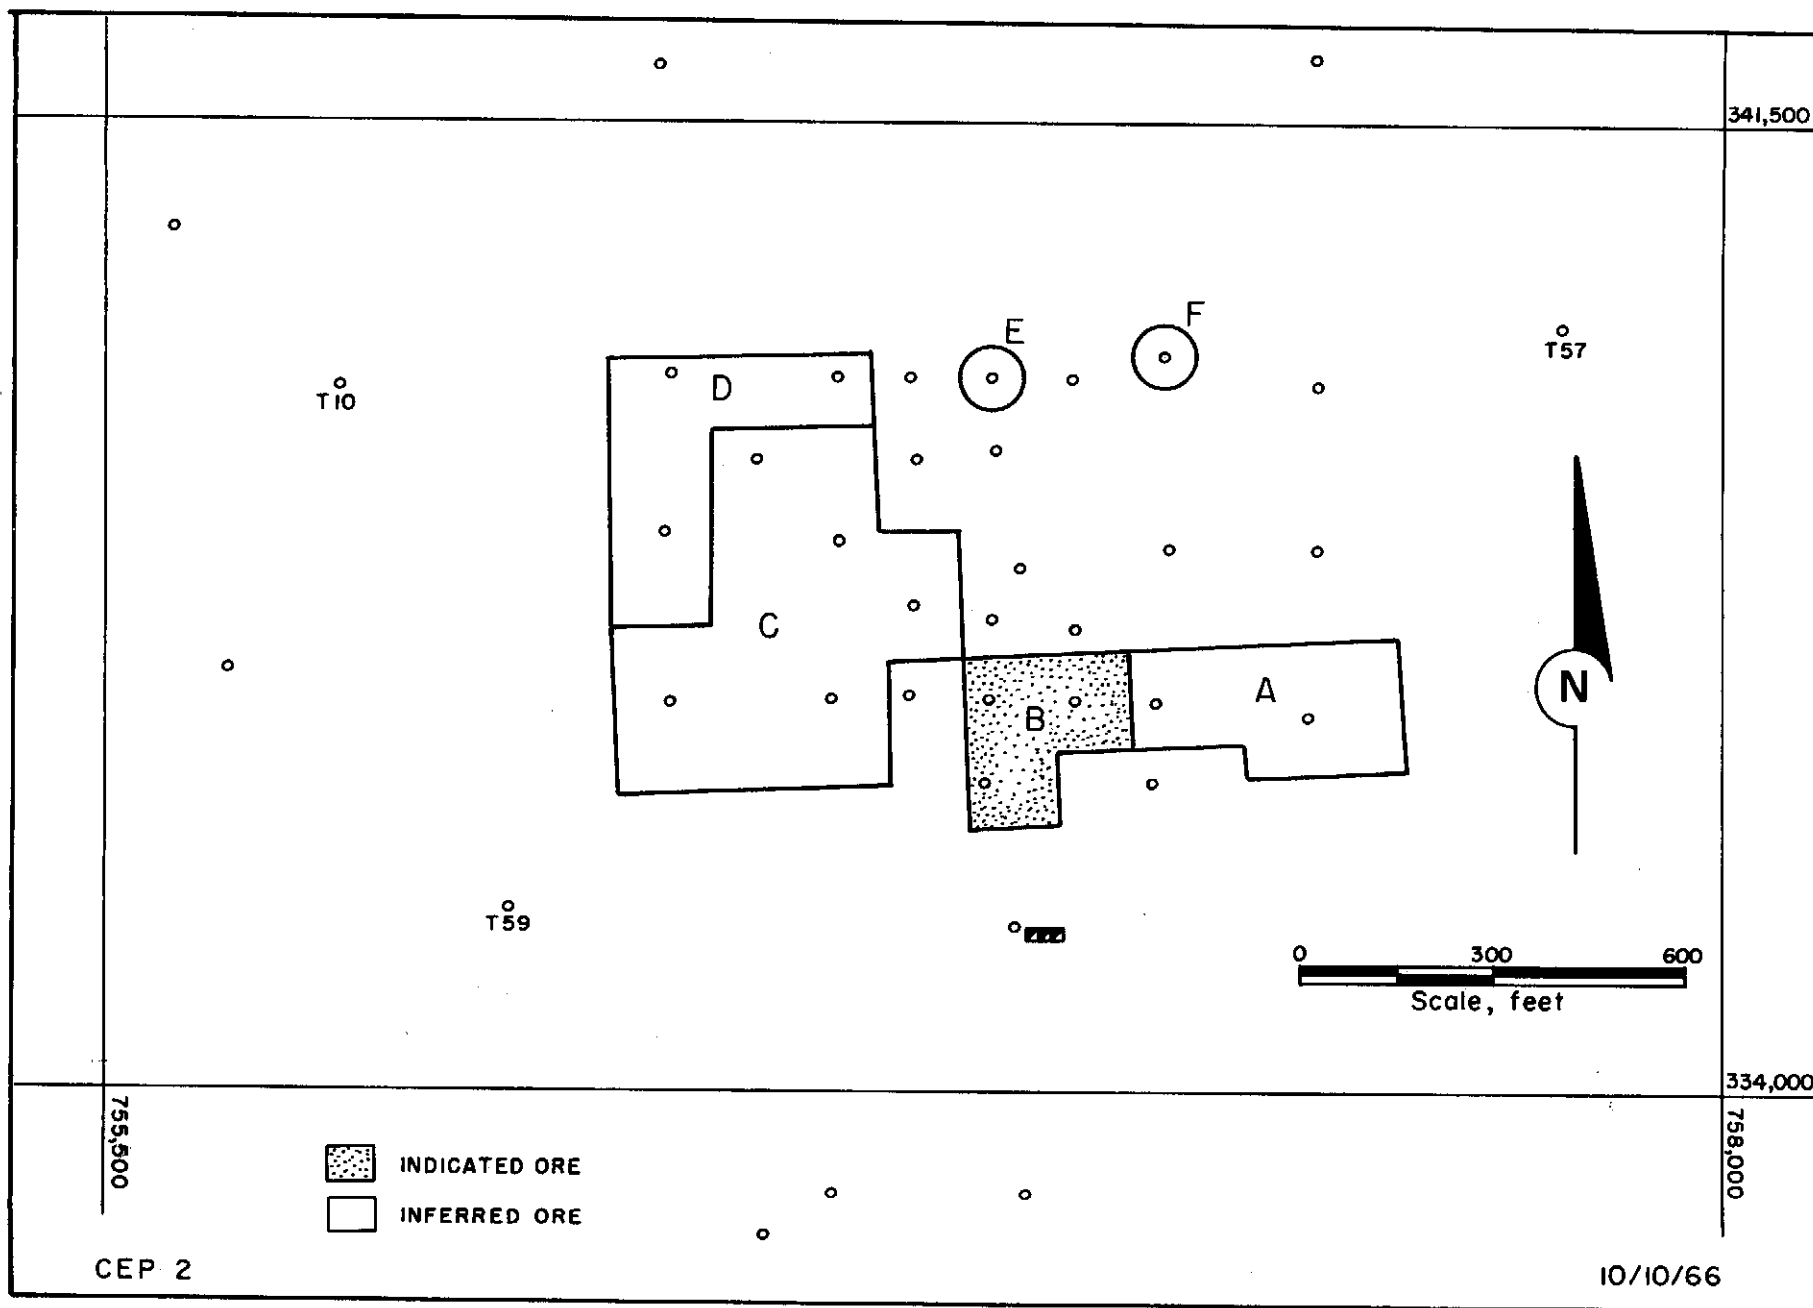 341,500
F
E
T57
D
T10
C
N
A
B
T59
0 300 600
Scale, feet
334,000
755,500
758,000
INDICATED ORE
INFERRED ORE
CEP 2
10/10/66